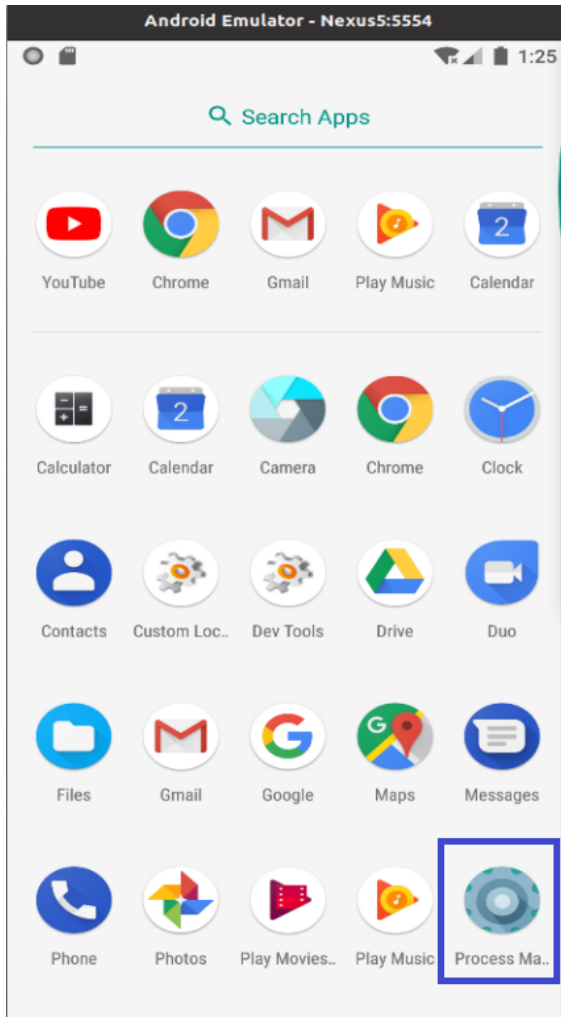 Android Emulator - Nexus5:5554
1:25
Search Apps
2
YouTube Chrome Gmail Play Music Calendar
2
Calculator Calendar Camera Chrome Clock
Contacts Custom Loc.. Dev Tools Drive Duo
G
Files Gmail Google Maps Messages
Phone Photos Play Movies.. Play Music Process Ma..